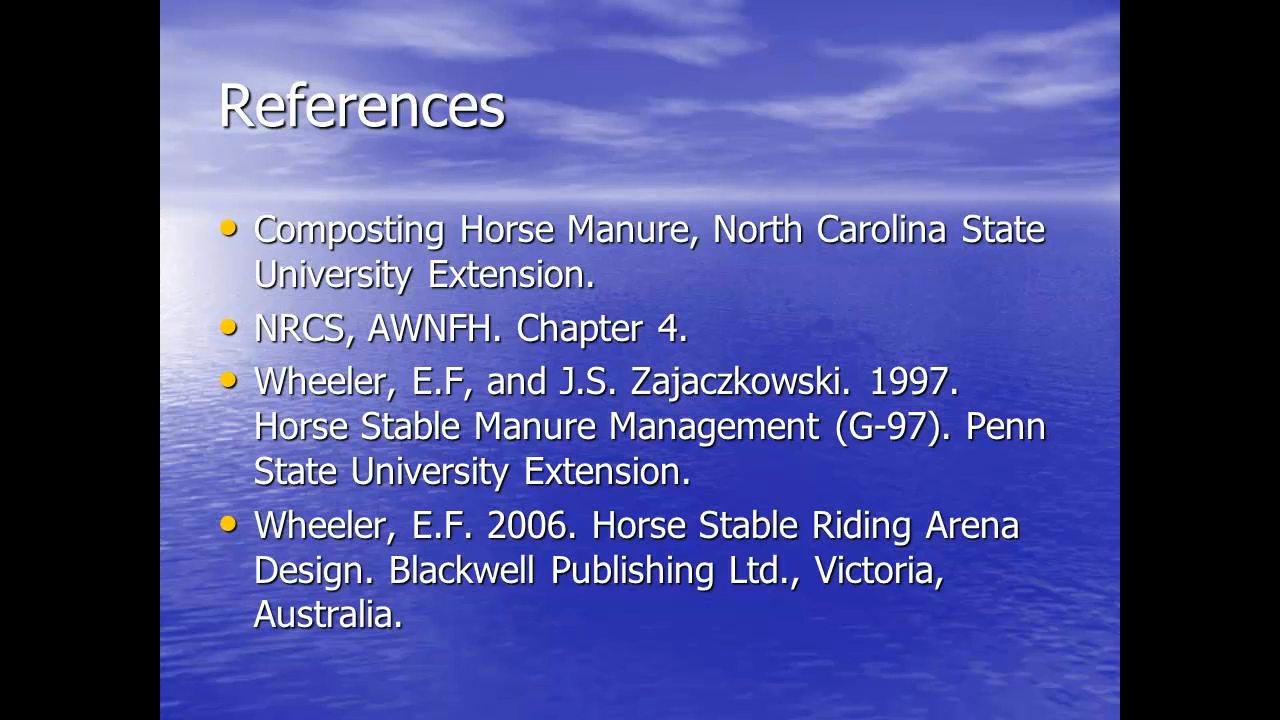 References
• Composting Horse Manure, North Carolina State
University Extension.
• NRCS, AWNFH. Chapter 4.
• Wheeler, E.F, and J.S. Zajaczkowski. 1997.
Horse Stable Manure Management (G-97). Penn
State University Extension.
• Wheeler, E.F. 2006. Horse Stable Riding Arena
Design. Blackwell Publishing Ltd., Victoria,
Australia.